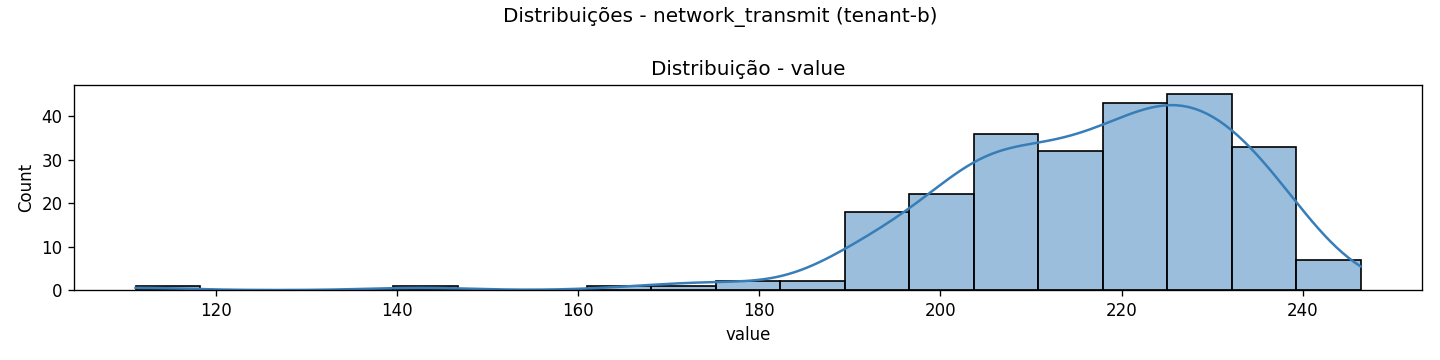 Distribuições - network_transmit (tenant-b)
Distribuição - value
Count
40
30
20
10
0
120 140 160 180 200 220 240
value